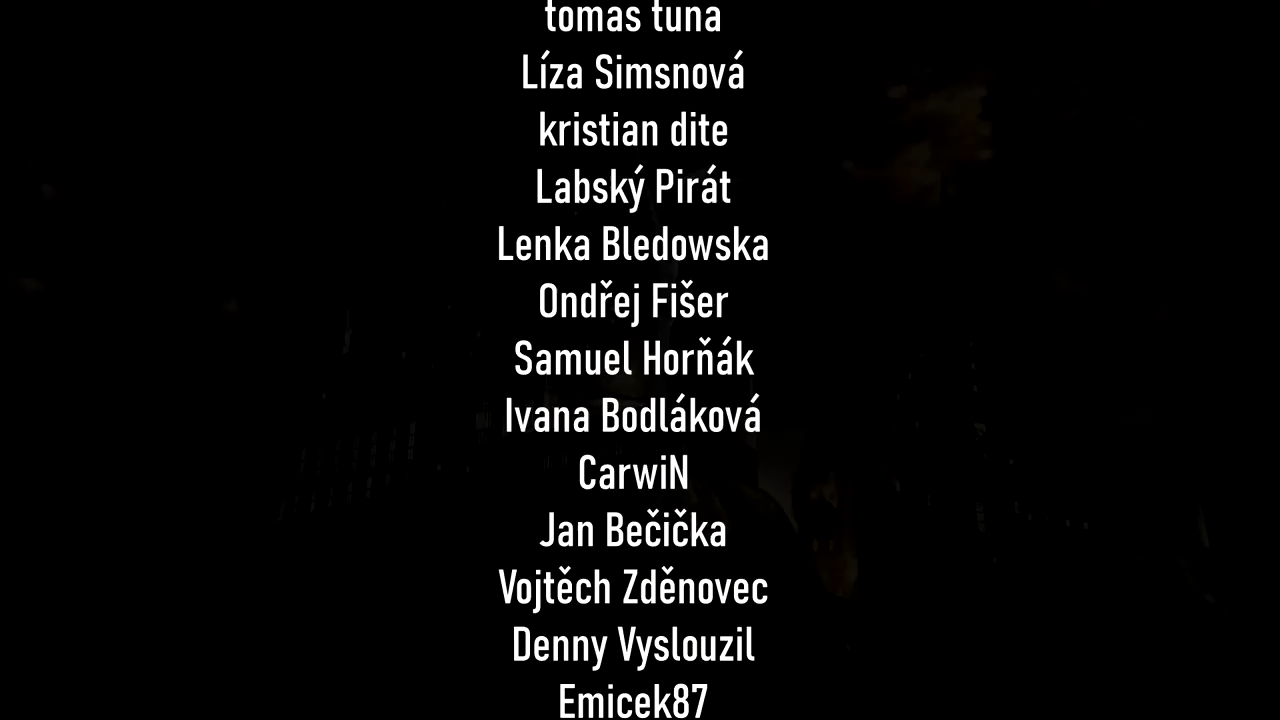 tomas tuna
Líza Simsnová
kristian dite
Labský Pirát
Lenka Bledowska
Ondřej Fišer
Samuel Horňák
Ivana Bodláková
CarwiN
Jan Bečička
Vojtěch Zděnovec
Denny Vyslouzil
Emicek87